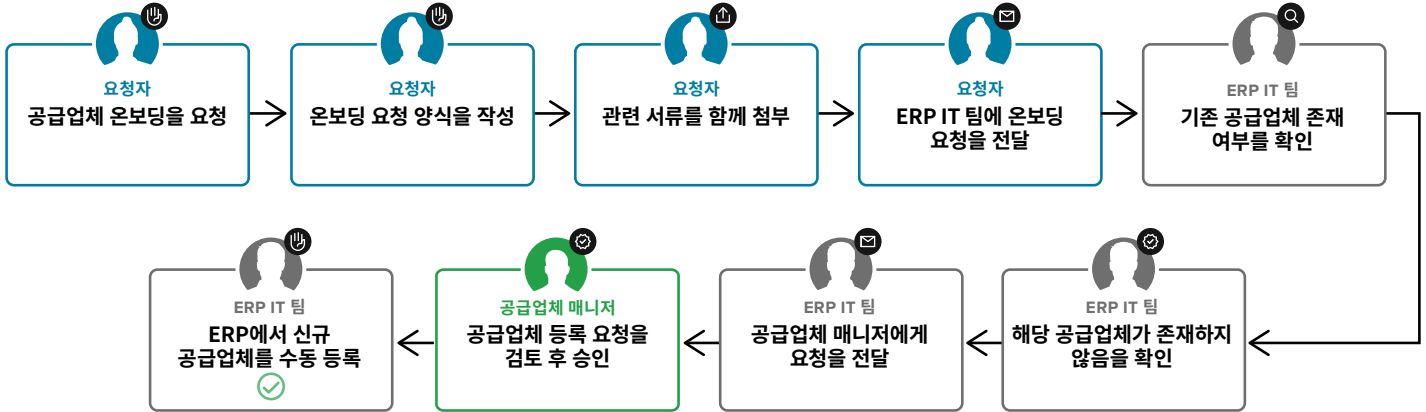 요청자
공급업체 온보딩을 요청
요청자
온보딩 요청 양식을 작성
요청자
관련 서류를 함께 첨부
요청자
ERP IT 팀에 온보딩
요청을 전달
ERP IT 팀
기존 공급업체 존재
여부를 확인
ERP IT 팀
해당 공급업체가 존재하지
않음을 확인
ERP IT 팀
공급업체 매니저에게
요청을 전달
공급업체 매니저
공급업체 등록 요청을
검토 후 승인
ERP IT 팀
ERP에서 신규
공급업체를 수동 등록